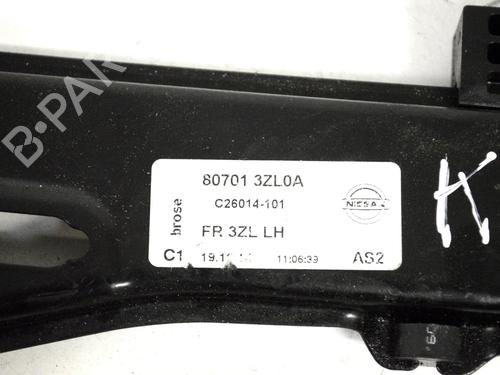 B-PAR
80701 3ZL0A
C26014-101
brose
NISSAN
FR 3ZL LH
C1
11:06:39
AS2
K